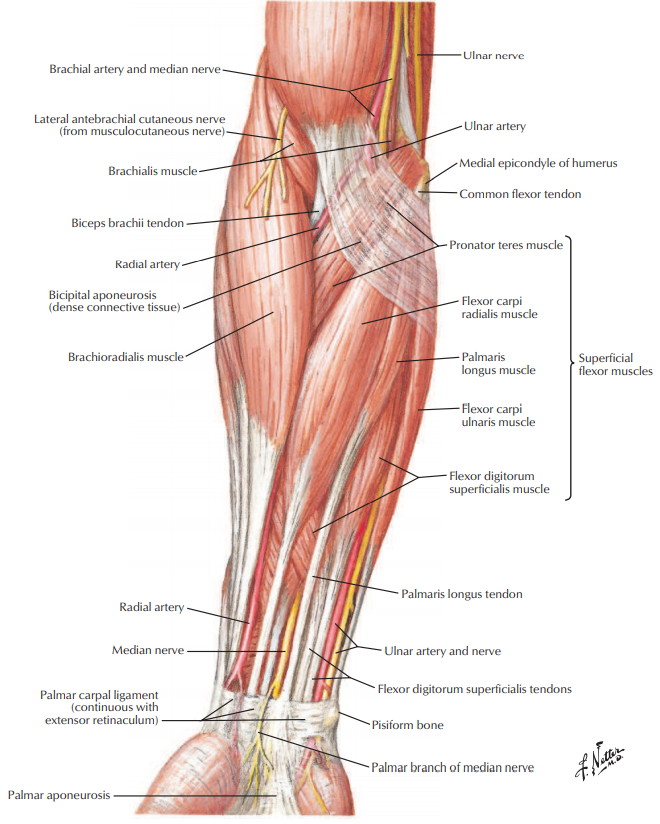 Brachial artery and median nerve
Lateral antebrachial cutaneous nerve
(from musculocutaneous nerve)
Brachialis muscle
Biceps brachii tendon
Radial artery
Bicipital aponeurosis
(dense connective tissue)
Brachioradialis muscle
Radial artery
Median nerve
Palmar carpal ligament
(continuous with
extensor retinaculum)
Palmar aponeurosis
Ulnar nerve
Ulnar artery
Medial epicondyle of humerus
Common flexor tendon
Pronator teres muscle
Flexor carpi
radialis muscle
Palmaris
longus muscle
Flexor carpi
ulnaris muscle
Flexor digitorum
superficialis muscle
Superficial
flexor muscles
Palmaris longus tendon
Ulnar artery and nerve
Flexor digitorum superficialis tendons
Pisiform bone
Palmar branch of median nerve
F. Netter
M.D.